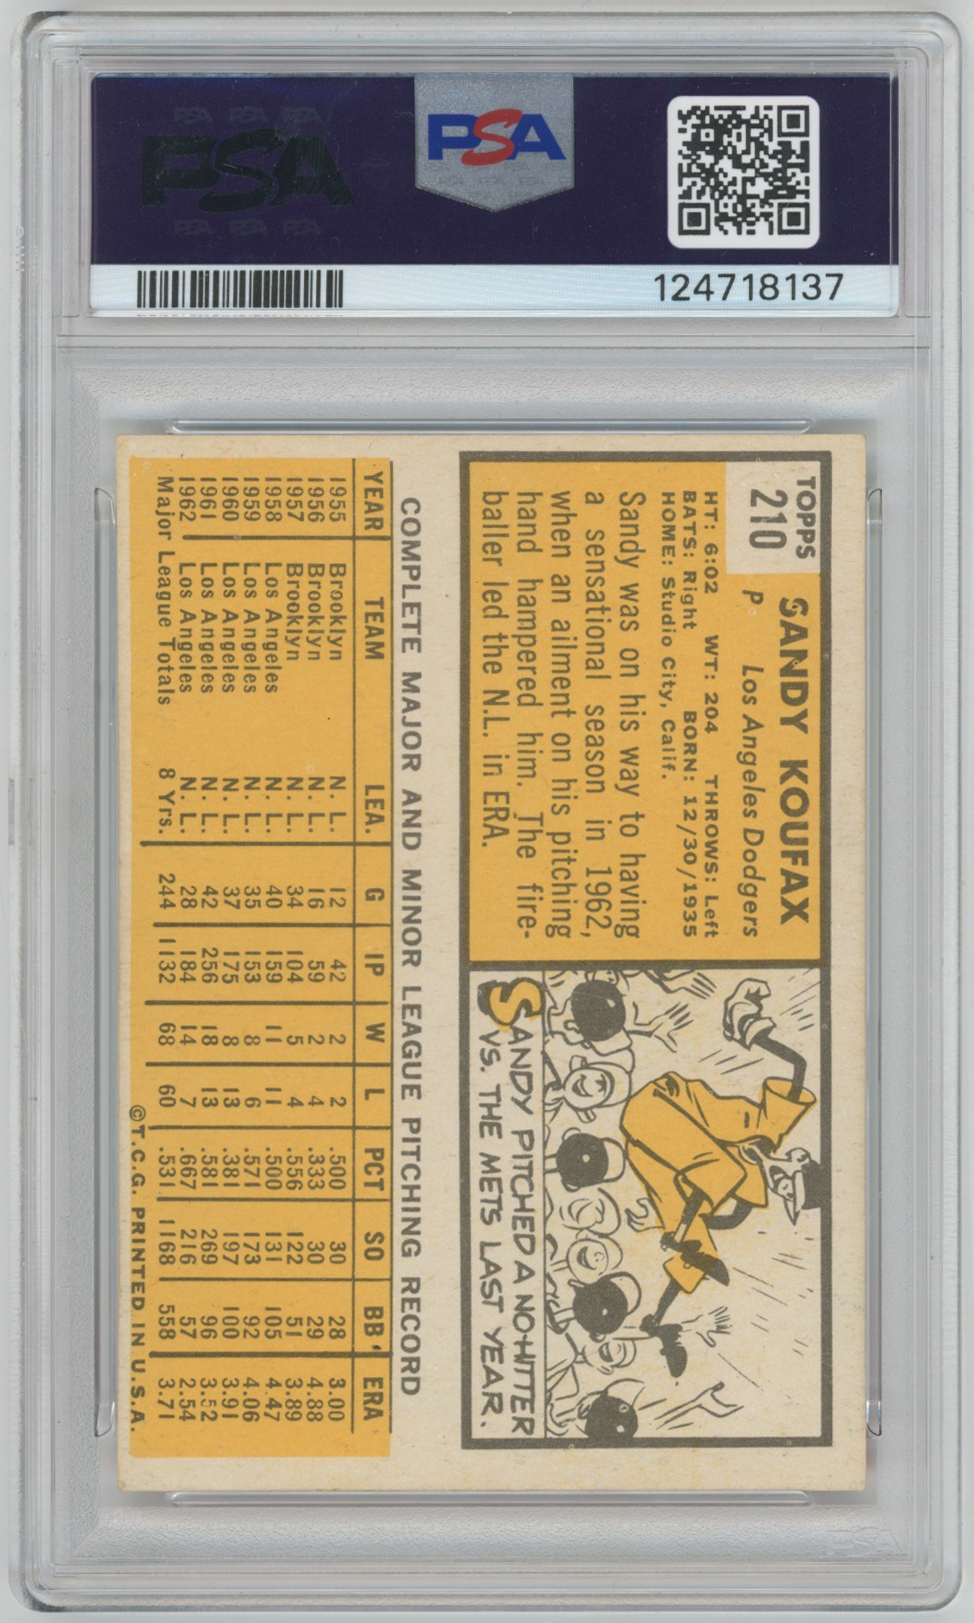 PSA PSA PSA
PSA
PSA PSA PSA
PSA
124718137
TOPPS
210
SANDY KOUFAX
P Los Angeles Dodgers
HT: 6:02 WT: 204 THROWS: Left
BATS: Right BORN: 12/30/1935
HOME: Studio City, Calif.
Sandy was on his way to having
a sensational season in 1962,
when an ailment on his pitching
hand hampered him. The fire-
baller led the N.L. in ERA.
SANDY PITCHED A NO-HITTER
VS. THE METS LAST YEAR.
COMPLETE MAJOR AND MINOR LEAGUE PITCHING RECORD
YEAR TEAM LEA. G IP W L PCT SO BB ERA
1955 Brooklyn N. L. 12 42 2 2 .500 30 28 3.00
1956 Brooklyn N. L. 16 59 2 4 .333 30 29 4.88
1957 Brooklyn N. L. 34 104 5 4 .556 122 51 3.89
1958 Los Angeles N. L. 40 159 11 11 .500 131 105 4.47
1959 Los Angeles N. L. 35 153 8 6 .571 173 92 4.06
1960 Los Angeles N. L. 37 175 8 13 .381 197 100 3.91
1961 Los Angeles N. L. 42 256 18 13 .581 269 96 3.52
1962 Los Angeles N. L. 28 184 14 7 .667 216 57 2.54
Major League Totals 8 Yrs. 244 1132 68 60 .531 1168 558 3.71
©T.C.G. PRINTED IN U.S.A.
PSA